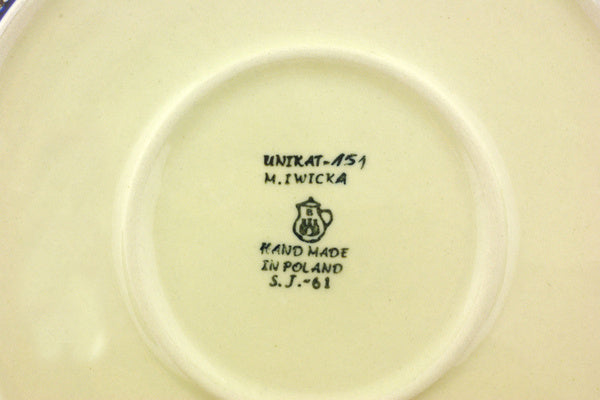 UNIKAT-151
M.IWICKA
B
HAND MADE
IN POLAND
S.J.-61